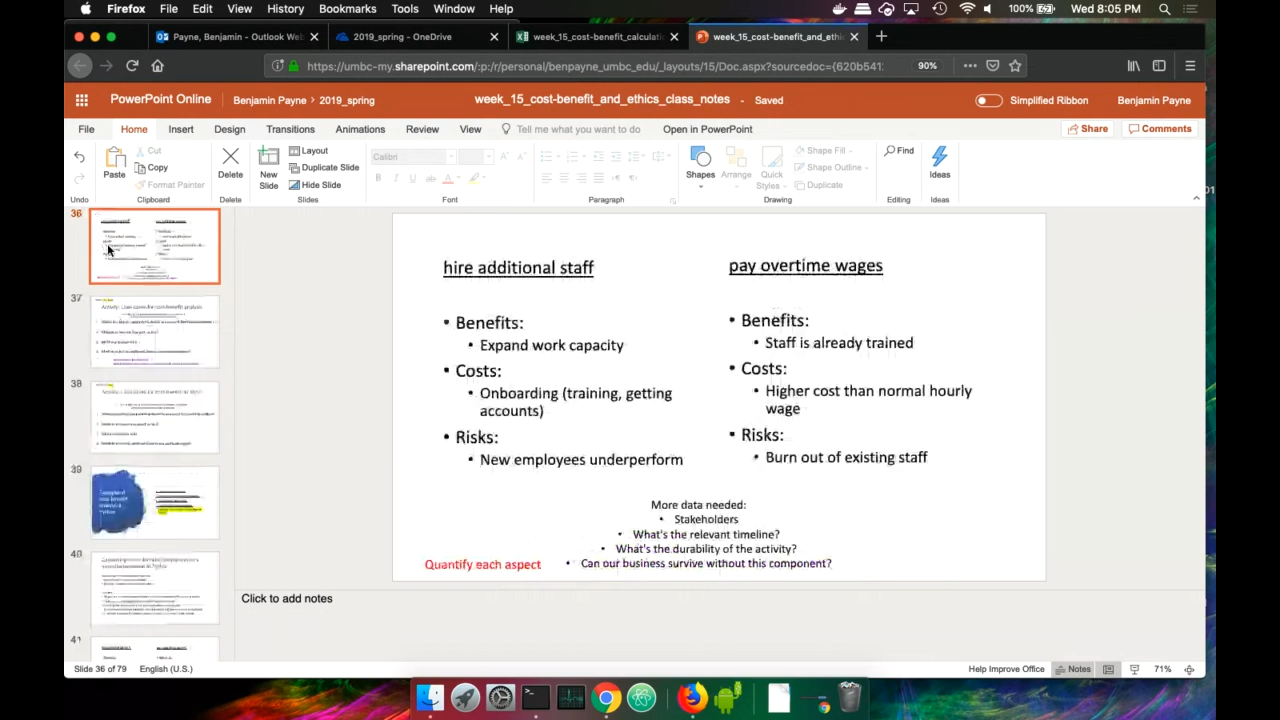 Firefox File Edit View History Bookmarks Tools Window Help 100% Wed 8:05 PM
Payne, Benjamin - Outlook Web 2019_spring - OneDrive week_15_cost-benefit_calculati week_15_cost-benefit_and_ethic
https://umbc-my.sharepoint.com/:p:/r/personal/benpayne_umbc_edu/_layouts/15/Doc.aspx?sourcedoc={620b541 90%
PowerPoint Online Benjamin Payne > 2019_spring week_15_cost-benefit_and_ethics_class_notes - Saved Simplified Ribbon Benjamin Payne
File Home Insert Design Transitions Animations Review View Tell me what you want to do Open in PowerPoint Share Comments
Undo
Paste Cut Copy Format Painter
Clipboard
Delete
Delete
New Slide Layout Duplicate Slide Hide Slide
Slides
Calibri
Font
Paragraph
Shapes Arrange Quick Styles Shape Fill Shape Outline Duplicate
Drawing
Find
Editing
Ideas
Ideas
36
37
38
39
40
41
hire additional
• Benefits:
• Expand work capacity
• Costs:
• Onboarding training, getting
accounts)
• Risks:
• New employees underperform
pay overtime wages
• Benefits:
• Staff is already trained
• Costs:
• Higher cost than normal hourly
wage
• Risks:
• Burn out of existing staff
More data needed:
• Stakeholders
• What's the relevant timeline?
• What's the durability of the activity?
• Can our business survive without this component?
Quantify each aspect
Click to add notes
Slide 36 of 79 English (U.S.) Help Improve Office Notes 71%